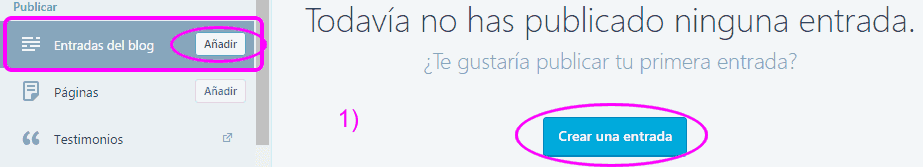 Publicar
Entradas del blog Añadir
Páginas Añadir
Testimonios
Todavía no has publicado ninguna entrada.
¿Te gustaría publicar tu primera entrada?
1)
Crear una entrada